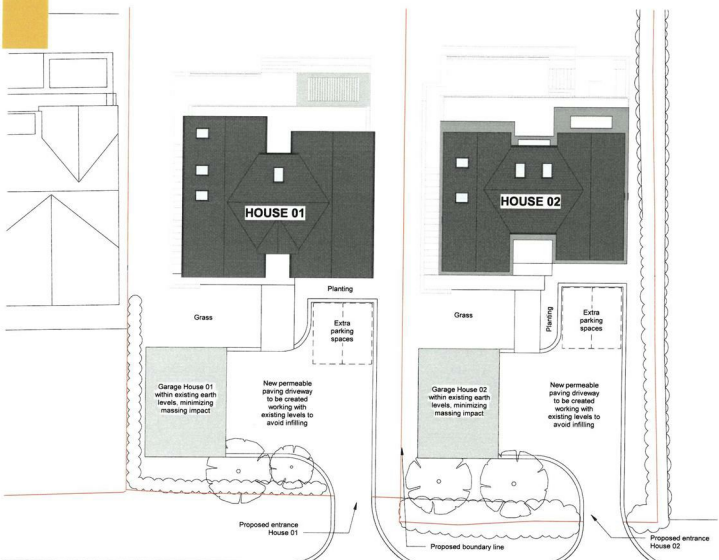 HOUSE 01
HOUSE 02
Planting
Grass
Extra
parking
spaces
Grass
Planting
Extra
parking
spaces
Garage House 01
within existing earth
levels, minimizing
massing impact
New permeable
paving driveway
to be created
working with
existing levels to
avoid infilling
Garage House 02
within existing earth
levels, minimizing
massing impact
New permeable
paving driveway
to be created
working with
existing levels to
avoid infilling
Proposed entrance
House 01
Proposed boundary line
Proposed entrance
House 02